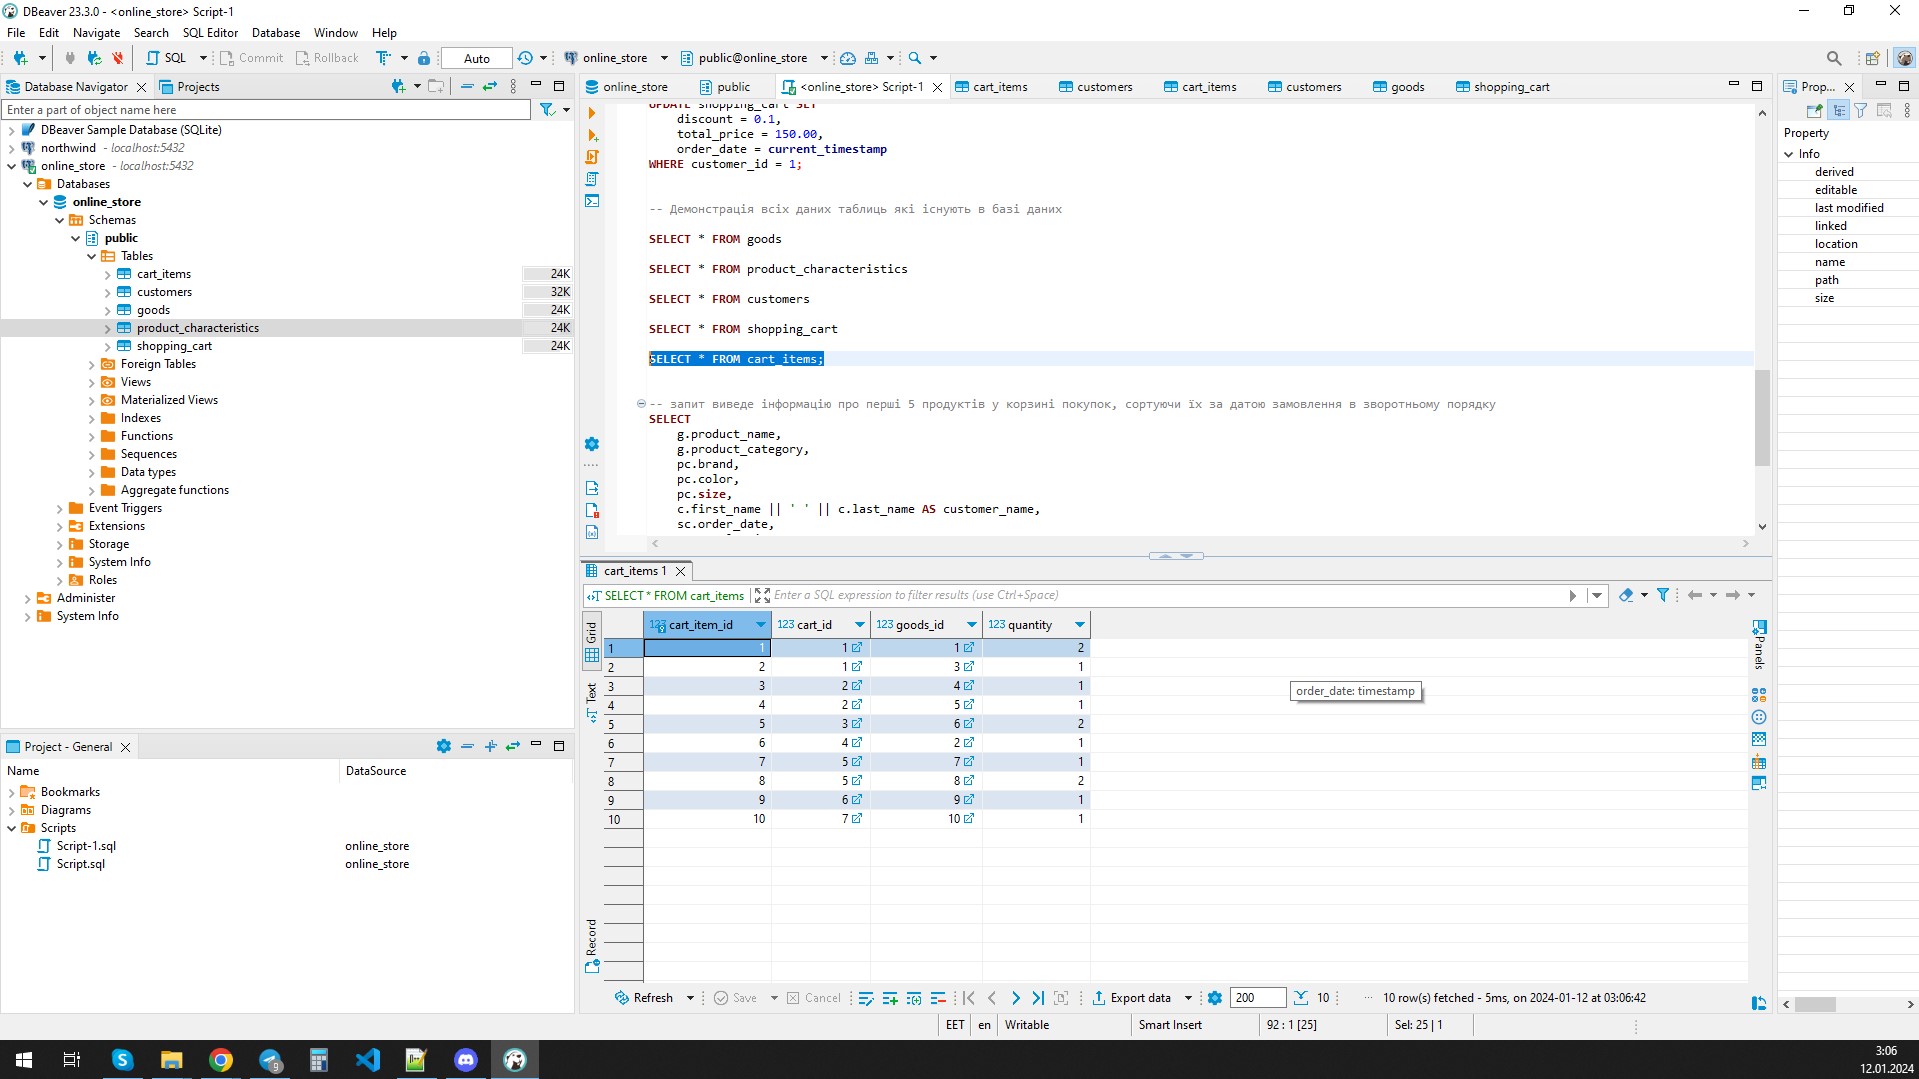 DBeaver 23.3.0 - <online_store> Script-1
File Edit Navigate Search SQL Editor Database Window Help
SQL Commit Rollback Auto online_store public@online_store
Database Navigator Projects
Enter a part of object name here
DBeaver Sample Database (SQLite)
northwind - localhost:5432
online_store - localhost:5432
Databases
online_store
Schemas
public
Tables
cart_items 24K
customers 32K
goods 24K
product_characteristics 24K
shopping_cart 24K
Foreign Tables
Views
Materialized Views
Indexes
Functions
Sequences
Data types
Aggregate functions
Event Triggers
Extensions
Storage
System Info
Roles
Administer
System Info
Project - General
Name DataSource
Bookmarks
Diagrams
Scripts
Script-1.sql online_store
Script.sql online_store
online_store public <online_store> Script-1 cart_items customers cart_items customers goods shopping_cart
UPDATE shopping_cart SET
discount = 0.1,
total_price = 150.00,
order_date = current_timestamp
WHERE customer_id = 1;
-- Демонстрація всіх даних таблиць які існують в базі даних
SELECT * FROM goods
SELECT * FROM product_characteristics
SELECT * FROM customers
SELECT * FROM shopping_cart
SELECT * FROM cart_items;
-- запит виведе інформацію про перші 5 продуктів у корзині покупок, сортуючи їх за датою замовлення в зворотньому порядку
SELECT
g.product_name,
g.product_category,
pc.brand,
pc.color,
pc.size,
c.first_name || ' ' || c.last_name AS customer_name,
sc.order_date,
cart_items 1
SELECT * FROM cart_items Enter a SQL expression to filter results (use Ctrl+Space)
Grid
Text
Record
123 cart_item_id 123 cart_id 123 goods_id 123 quantity
1 1 1 1 2
2 2 1 3 1
3 3 2 4 1
4 4 2 5 1
5 5 3 6 2
6 6 4 2 1
7 7 5 7 1
8 8 5 8 2
9 9 6 9 1
10 10 7 10 1
order_date: timestamp
Panels
Refresh Save Cancel Export data 200 10 ... 10 row(s) fetched - 5ms, on 2024-01-12 at 03:06:42
EET en Writable Smart Insert 92 : 1 [25] Sel: 25 | 1
Prop...
Property
Info
derived
editable
last modified
linked
location
name
path
size
9
3:06
12.01.2024